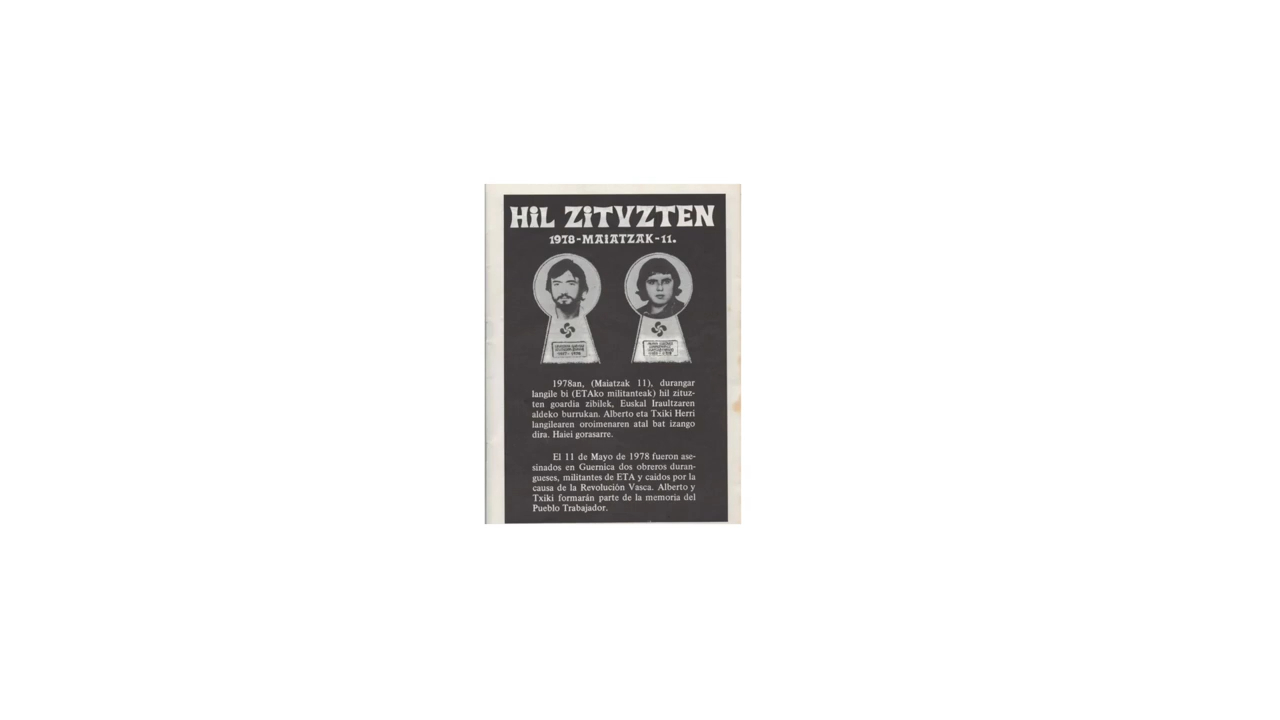 HiL ZiTVZTEN
1978-MAIATZAK-11.
1978an, (Maiatzak 11), durangar
langile bi (ETAko militanteak) hil zituz-
ten goardia zibilek, Euskal Iraultzaren
aldeko burrukan. Alberto eta Txiki Herri
langilearen oroimenaren atal bat izango
dira. Haiei gorasarre.
El 11 de Mayo de 1978 fueron ase-
sinados en Guernica dos obreros duran-
gueses, militantes de ETA y caidos por la
causa de la Revolución Vasca. Alberto y
Txiki formarán parte de la memoria del
Pueblo Trabajador.